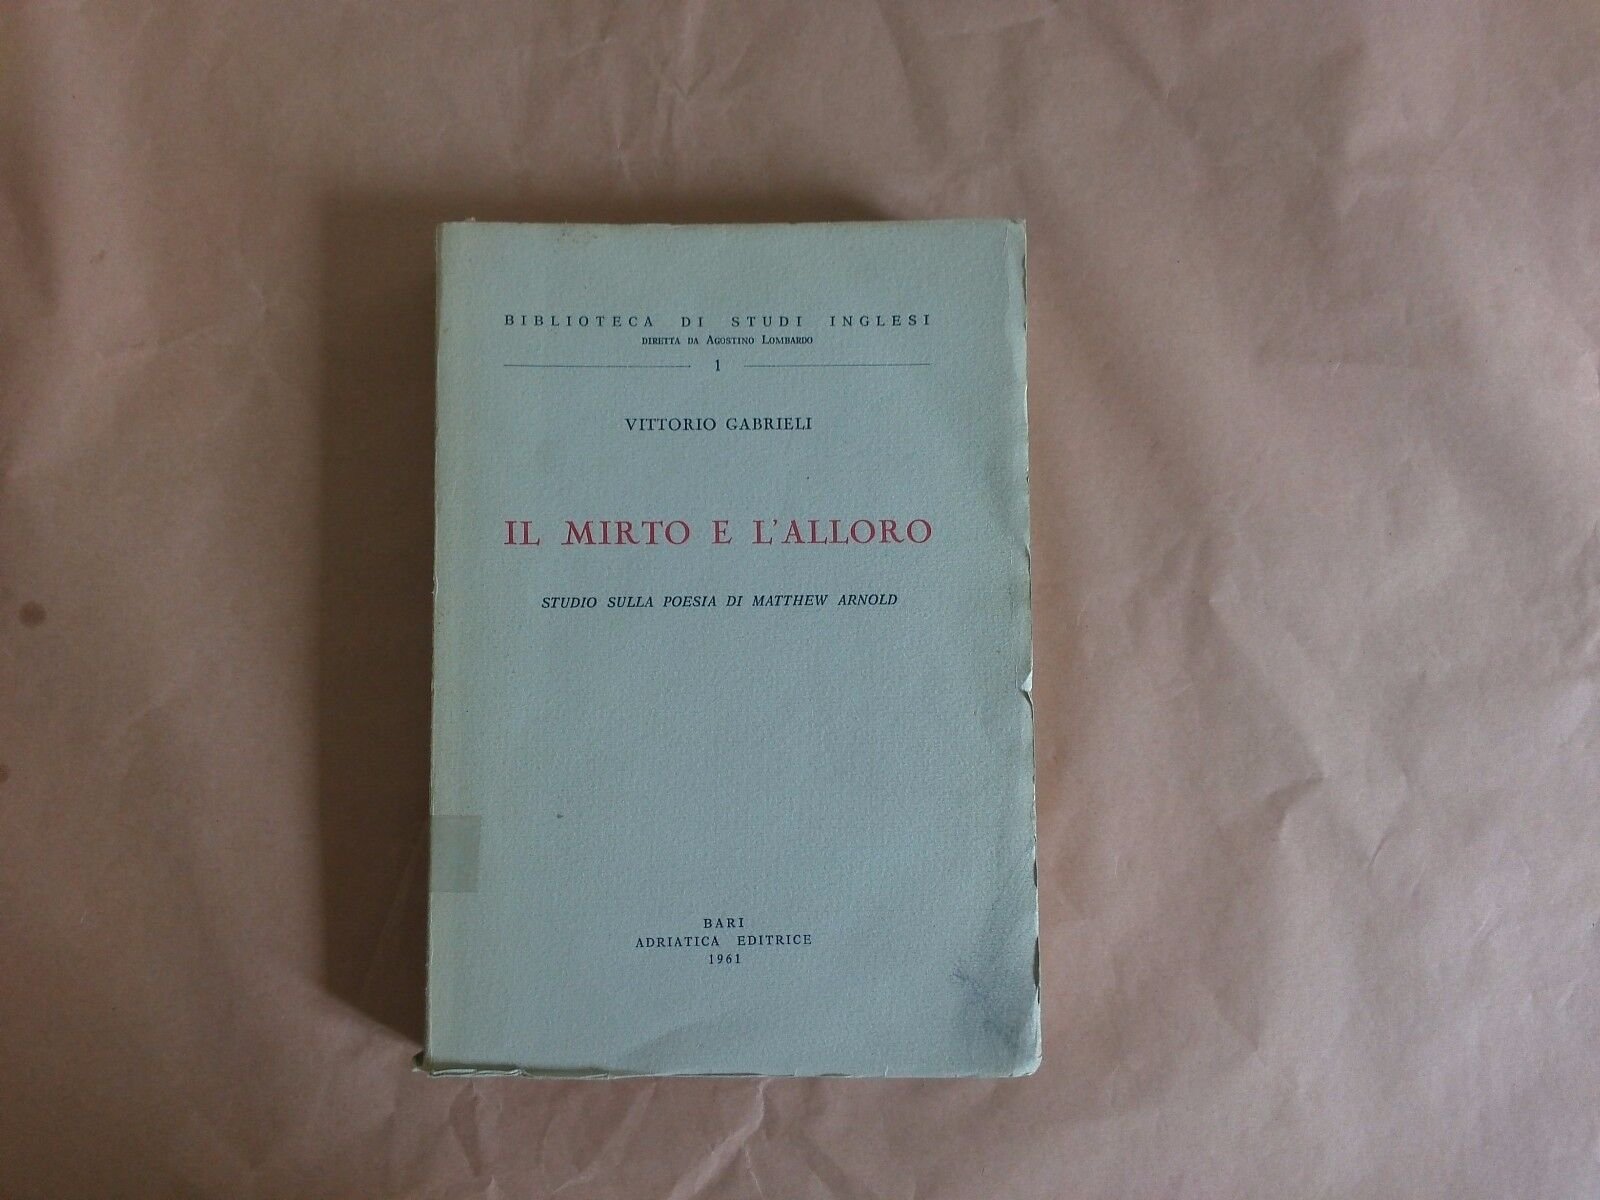 BIBLIOTECA DI STUDI INGLESI
DIRETTA DA AGOSTINO LOMBARDO
1
VITTORIO GABRIELI
IL MIRTO E L'ALLORO
STUDIO SULLA POESIA DI MATTHEW ARNOLD
BARI
ADRIATICA EDITRICE
1961